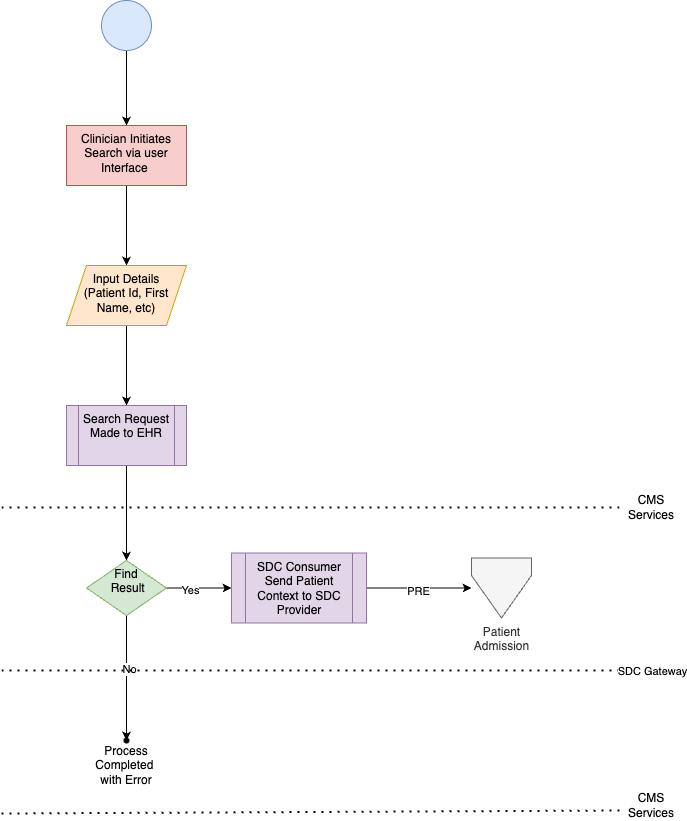 Clinician Initiates
Search via user
Interface
Input Details
(Patient Id, First
Name, etc)
Search Request
Made to EHR
CMS
Services
Find
Result
Yes
SDC Consumer
Send Patient
Context to SDC
Provider
PRE
Patient
Admission
No
SDC Gateway
Process
Completed
with Error
CMS
Services